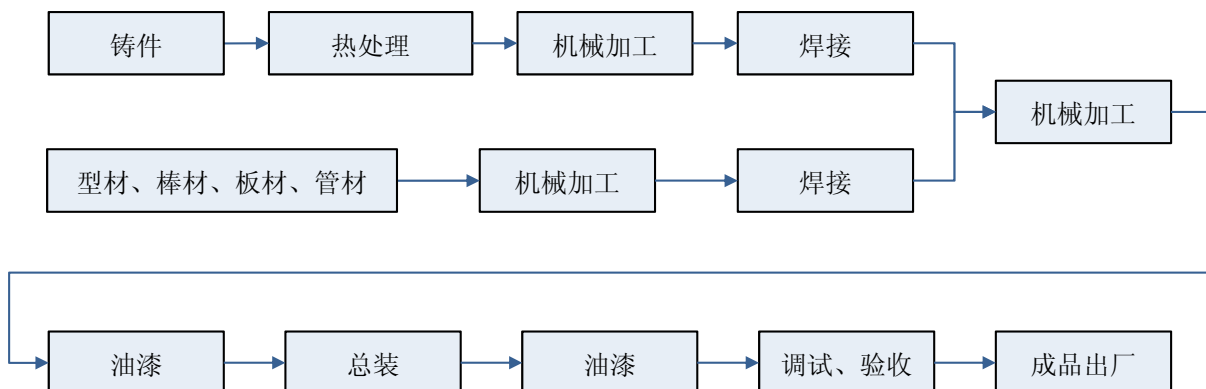 铸件
热处理
机械加工
焊接
机械加工
型材、棒材、板材、管材
机械加工
焊接
油漆
总装
油漆
调试、验收
成品出厂